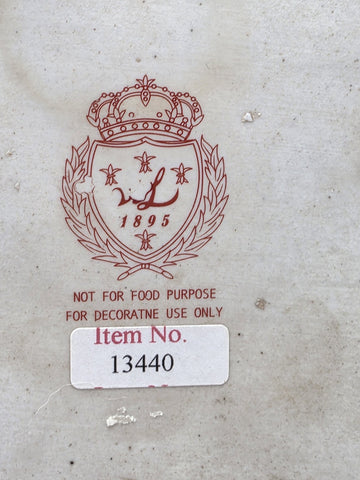 1895
NOT FOR FOOD PURPOSE
FOR DECORATNE USE ONLY
Item No.
13440